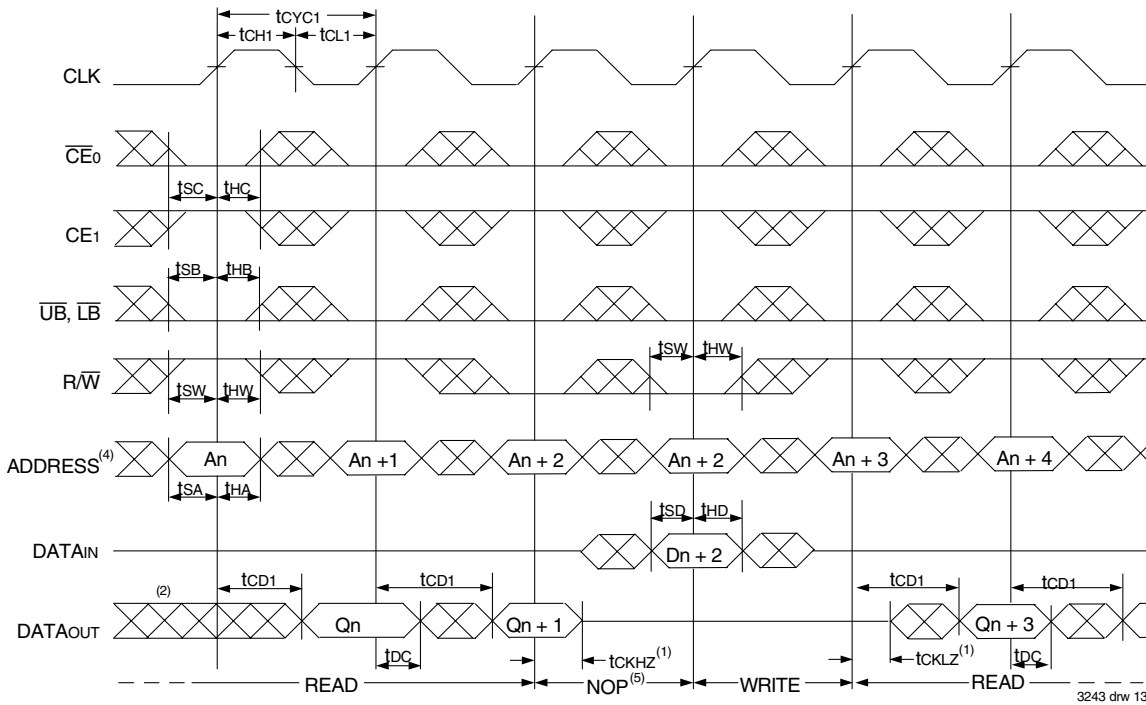 tCYC1
tCH1 tCL1
CLK
CE0
tSC tHC
CE1
tSB tHB
UB, LB
tSW tHW
R/W
tSW tHW
ADDRESS(4) An An +1 An + 2 An + 2 An + 3 An + 4
tSA tHA
tSD tHD
DATAIN Dn + 2
(2) tCD1 tCD1 tCD1 tCD1
DATAOUT Qn Qn + 1 Qn + 3
tDC tCKHZ(1) tCKLZ(1) tDC
READ NOP(5) WRITE READ
3243 drw 13